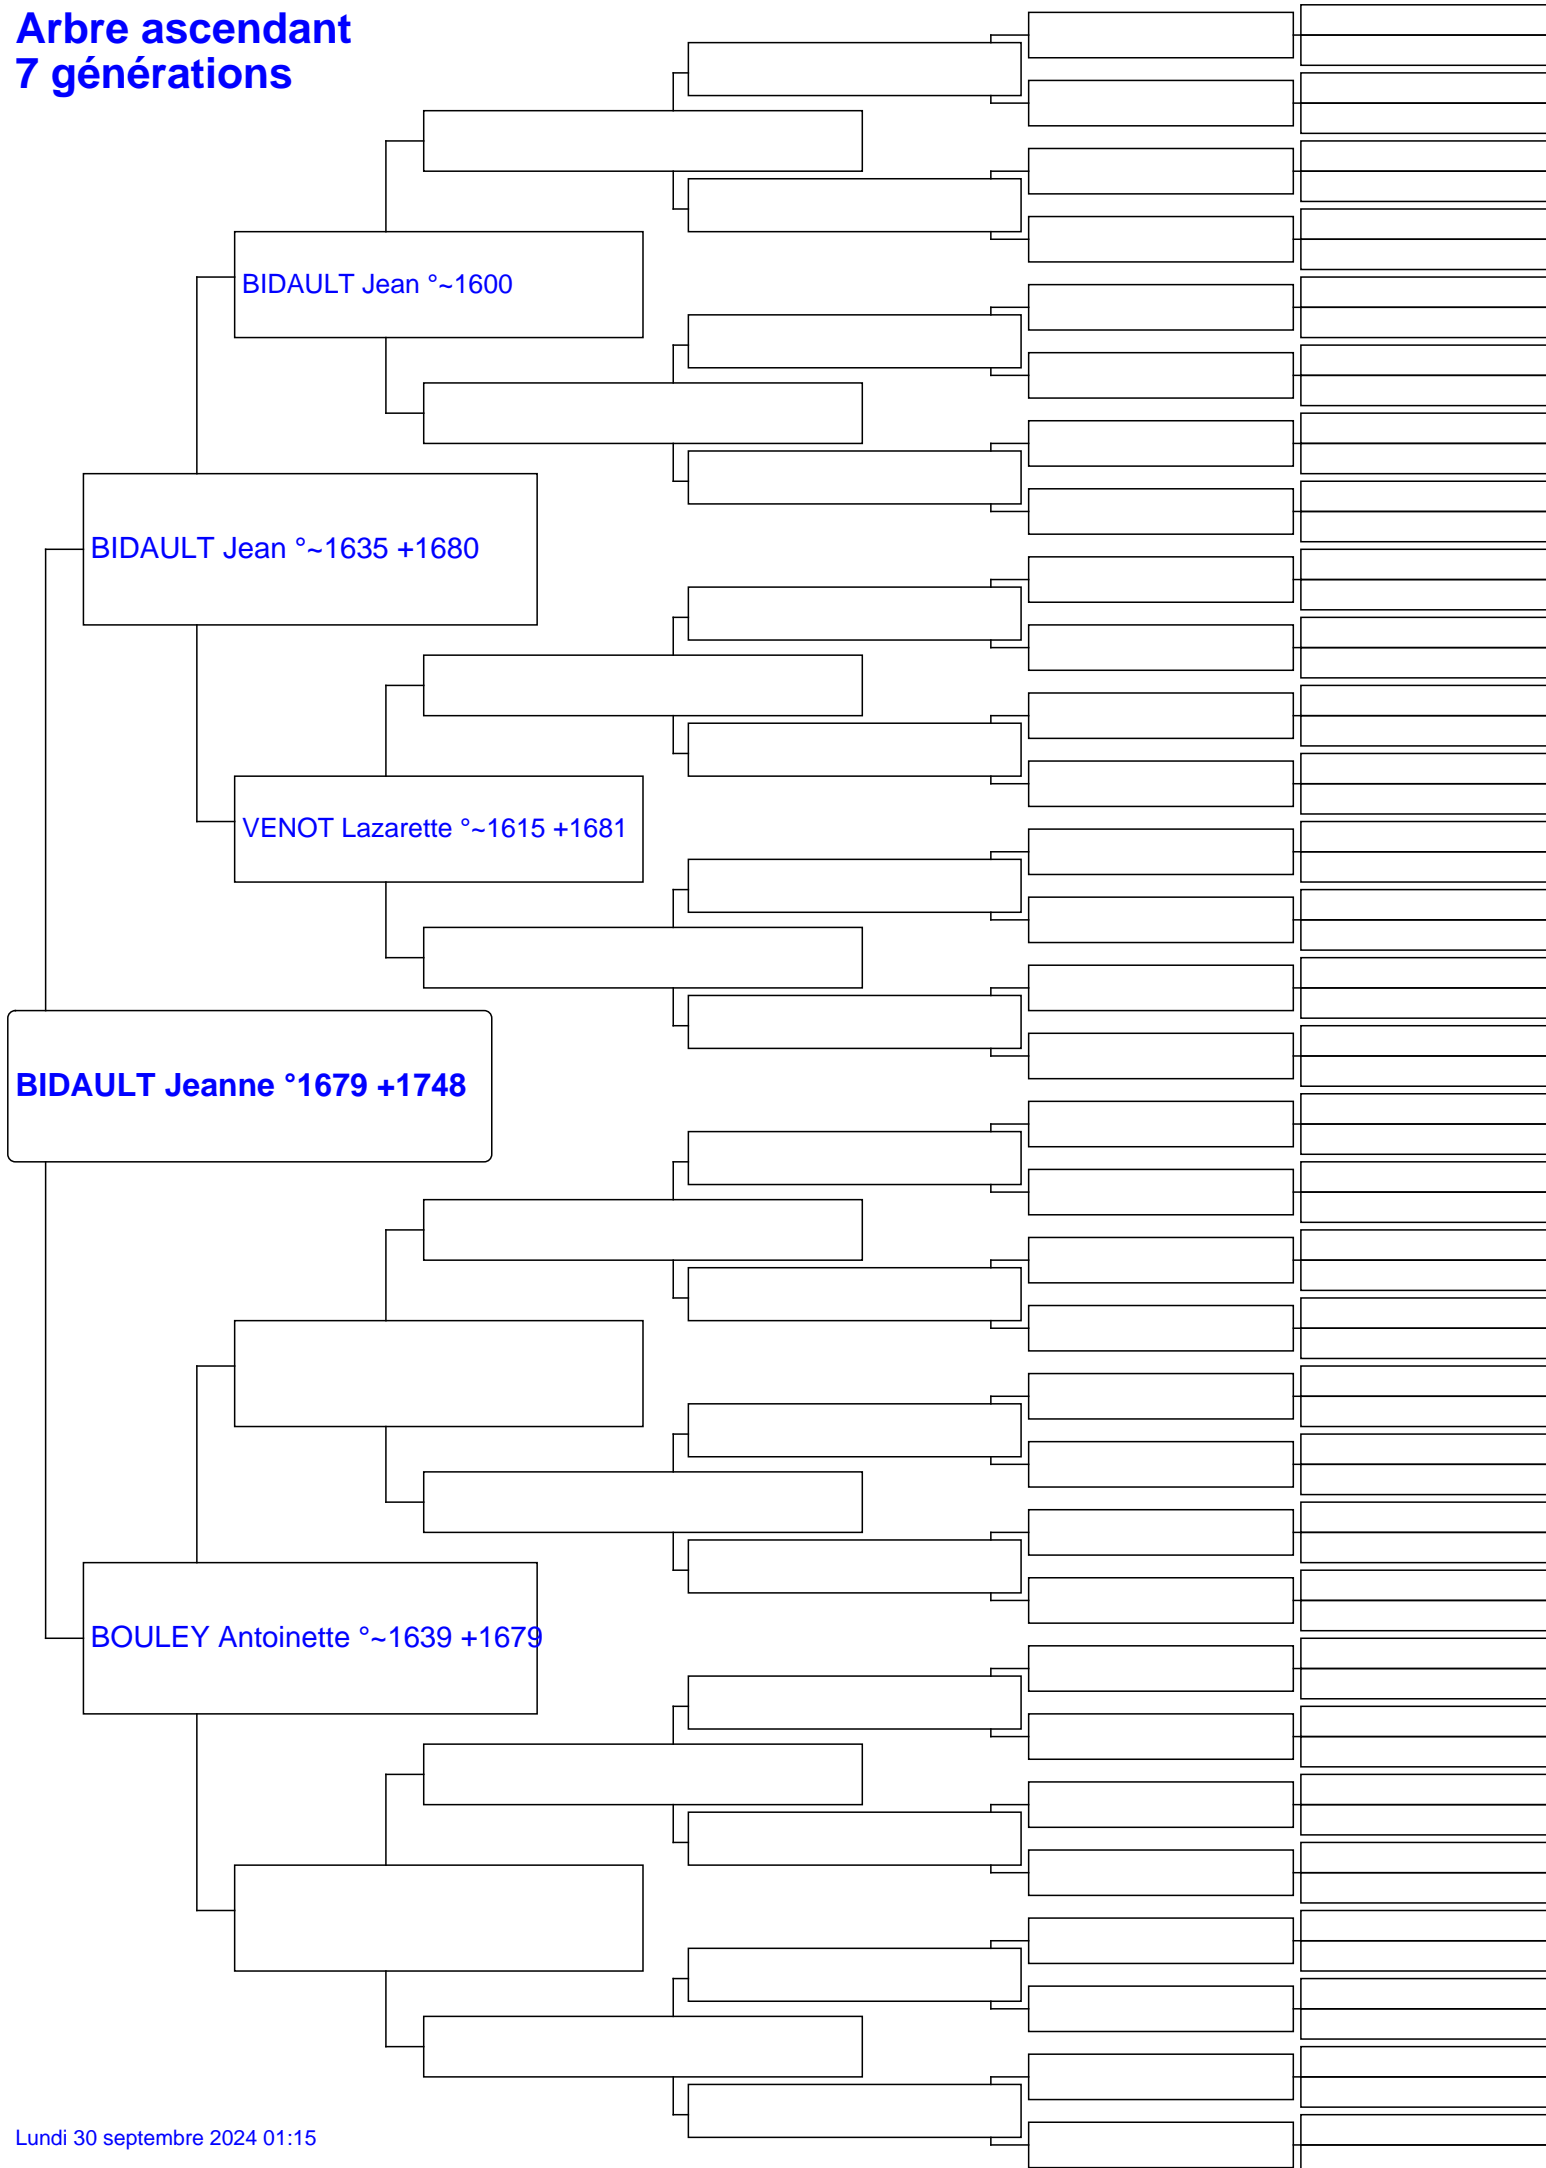 Arbre ascendant
7 générations
BIDAULT Jean °~1600
BIDAULT Jean °~1635 +1680
VENOT Lazarette °~1615 +1681
BIDAULT Jeanne °1679 +1748
BOULEY Antoinette °~1639 +1679
Lundi 30 septembre 2024 01:15